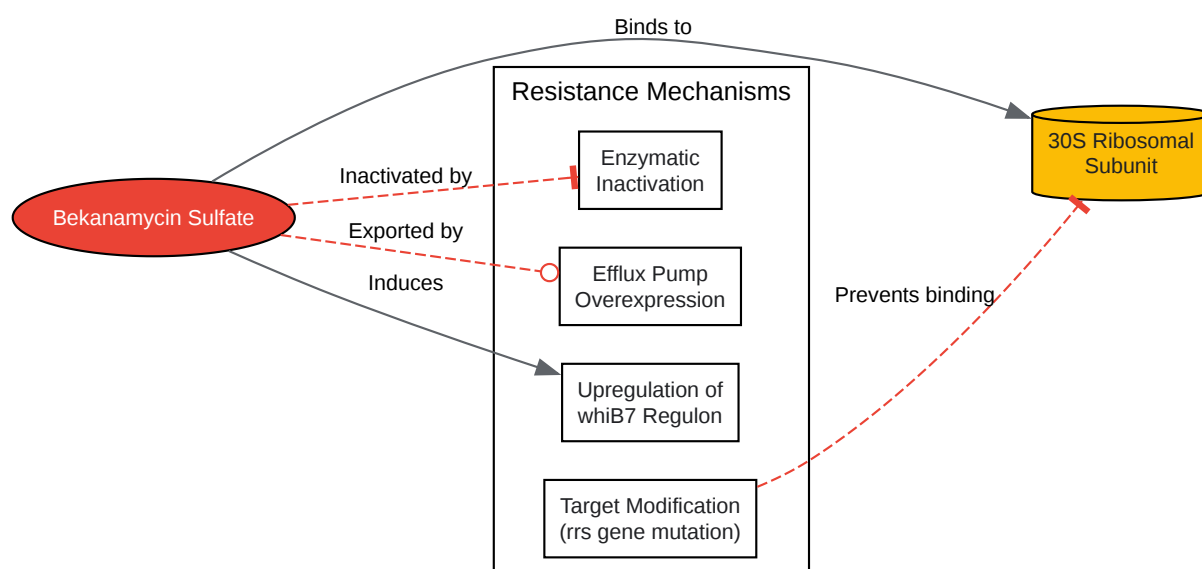 Binds to
Resistance Mechanisms
30S Ribosomal
Subunit
Enzymatic
Inactivation
Inactivated by
Bekanamycin Sulfate
Exported by
Efflux Pump
Overexpression
Induces
Prevents binding
Upregulation of
whiB7 Regulon
Target Modification
(rrs gene mutation)